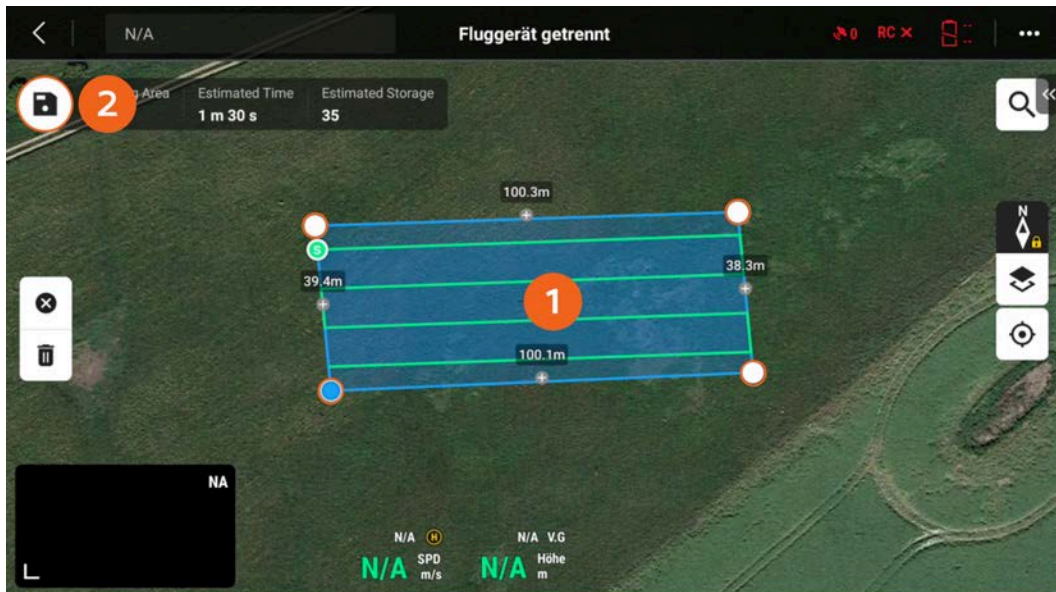 N/A
Fluggerät getrennt
0 RC
2
Area
Estimated Time
Estimated Storage
1 m 30 s
35
100.3m
N
S
39.4m
38.3m
1
100.1m
NA
N/A H
N/A V.G
N/A SPD m/s
N/A Höhe m